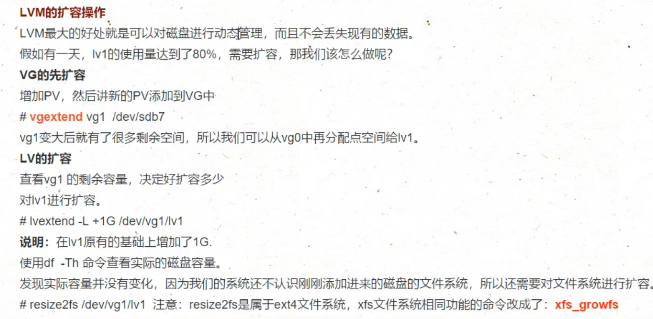 LVM的扩容操作
LVM最大的好处就是可以对磁盘进行动态管理，而且不会丢失现有的数据。
假如有一天，lv1的使用量达到了80%，需要扩容，那我们该怎么做呢？
VG的先扩容
增加PV，然后讲新的PV添加到VG中
# vgextend vg1 /dev/sdb7
vg1变大后就有了很多剩余空间，所以我们可以从vg0中再分配点空间给lv1。
LV的扩容
查看vg1 的剩余容量，决定好扩容多少
对lv1进行扩容。
# lvextend -L +1G /dev/vg1/lv1
说明：在lv1原有的基础上增加了1G.
使用df -Th 命令查看实际的磁盘容量。
发现实际容量并没有变化，因为我们的系统还不认识刚刚添加进来的磁盘的文件系统，所以还需要对文件系统进行扩容。
# resize2fs /dev/vg1/lv1 注意：resize2fs是属于ext4文件系统，xfs文件系统相同功能的命令改成了：xfs_growfs